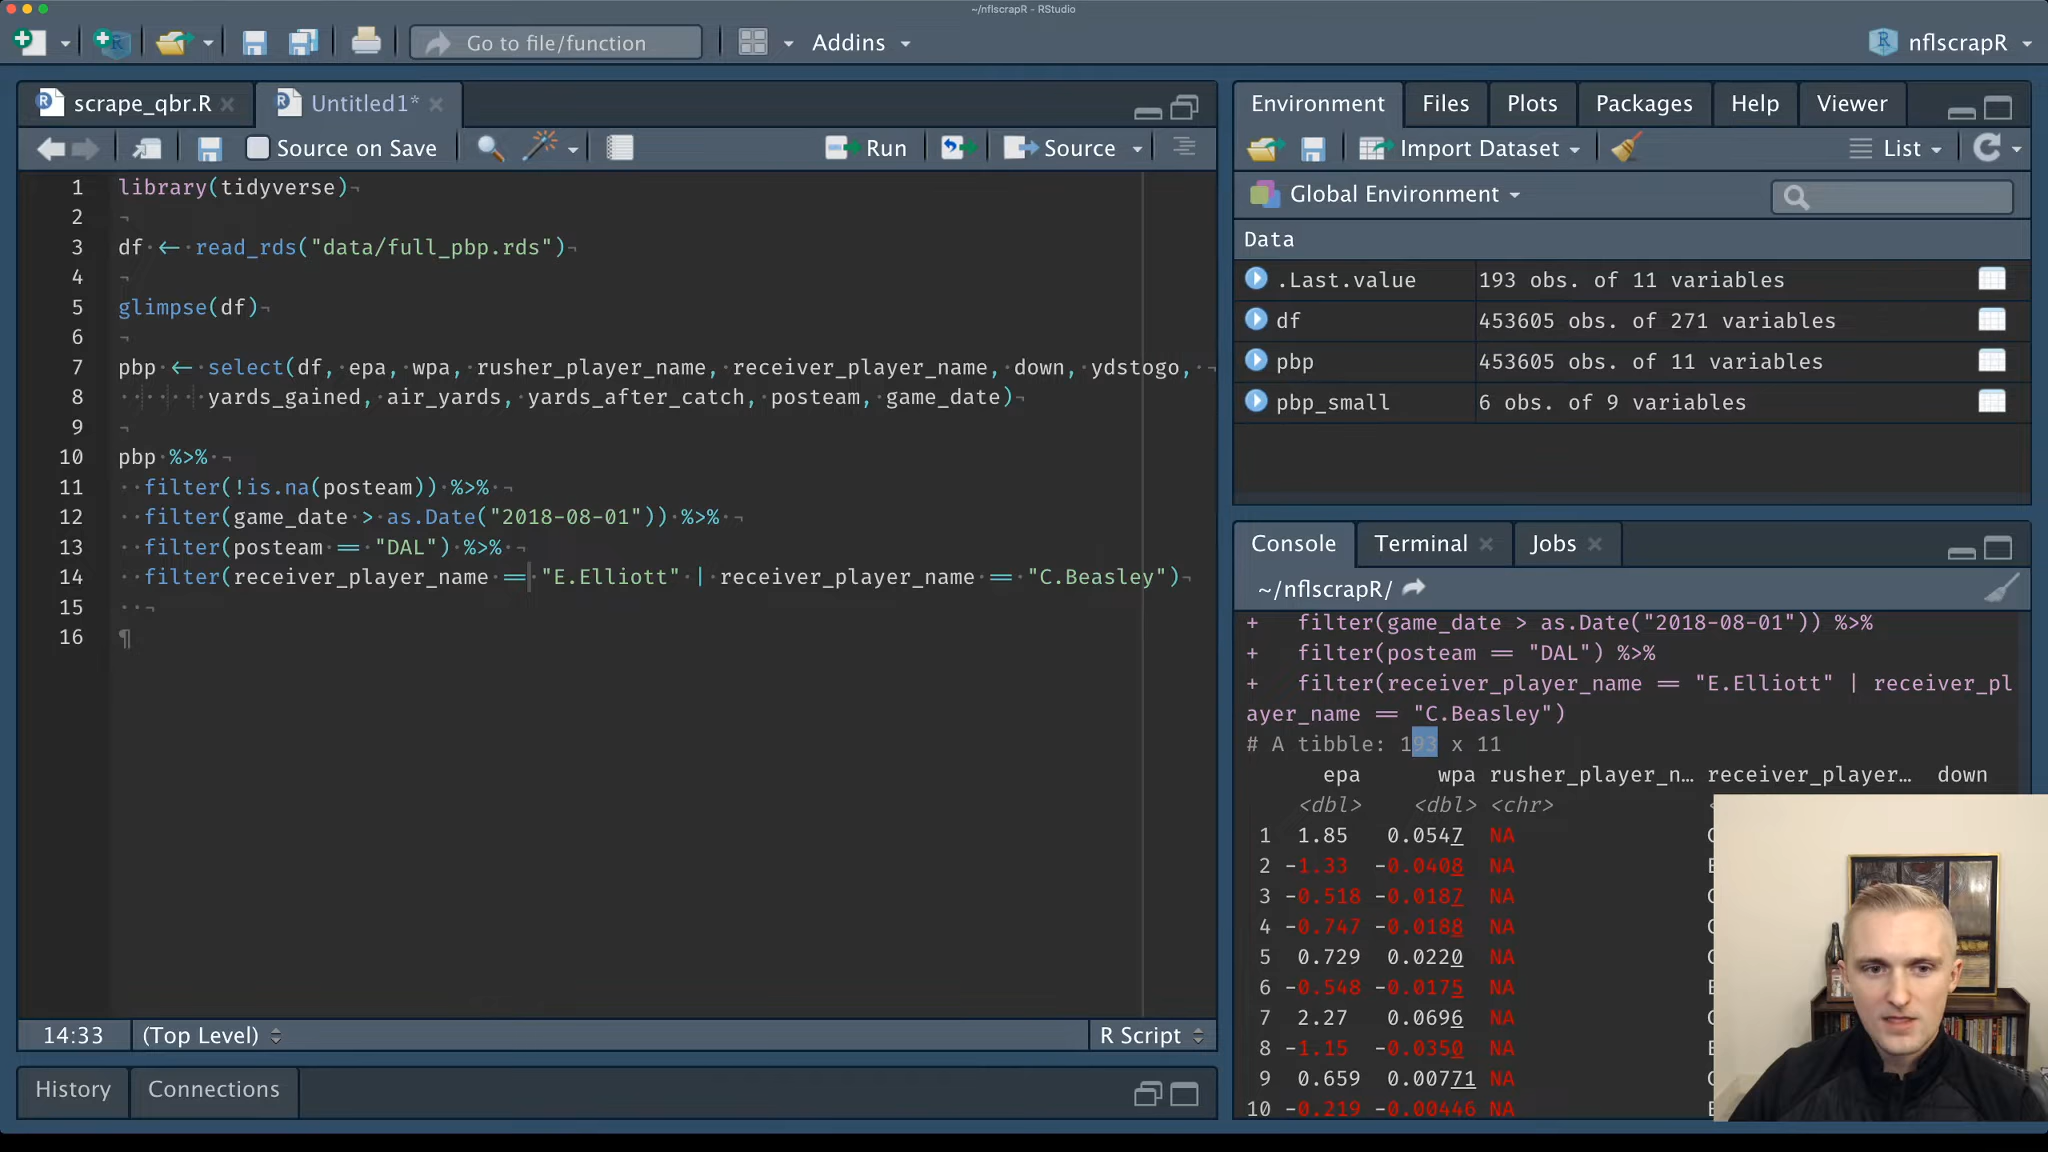 ~/nflscrapR - RStudio
Go to file/function
Addins
nflscrapR
scrape_qbr.R
Untitled1*
Source on Save
Run
Source
1 library(tidyverse)
2
3 df <- read_rds("data/full_pbp.rds")
4
5 glimpse(df)
6
7 pbp <- select(df, epa, wpa, rusher_player_name, receiver_player_name, down, ydstogo,
8 yards_gained, air_yards, yards_after_catch, posteam, game_date)
9
10 pbp %>%
11 filter(!is.na(posteam)) %>%
12 filter(game_date > as.Date("2018-08-01")) %>%
13 filter(posteam == "DAL") %>%
14 filter(receiver_player_name == "E.Elliott" | receiver_player_name == "C.Beasley")
15
16
14:33 (Top Level) R Script
History Connections
Environment Files Plots Packages Help Viewer
Import Dataset List
Global Environment
Data
.Last.value 193 obs. of 11 variables
df 453605 obs. of 271 variables
pbp 453605 obs. of 11 variables
pbp_small 6 obs. of 9 variables
Console Terminal Jobs
~/nflscrapR/
+ filter(game_date > as.Date("2018-08-01")) %>%
+ filter(posteam == "DAL") %>%
+ filter(receiver_player_name == "E.Elliott" | receiver_pl
ayer_name == "C.Beasley")
# A tibble: 193 x 11
epa wpa rusher_player_n… receiver_player… down
<dbl> <dbl> <chr>
1 1.85 0.0547 NA
2 -1.33 -0.0408 NA
3 -0.518 -0.0187 NA
4 -0.747 -0.0188 NA
5 0.729 0.0220 NA
6 -0.548 -0.0175 NA
7 2.27 0.0696 NA
8 -1.15 -0.0350 NA
9 0.659 0.00771 NA
10 -0.219 -0.00446 NA